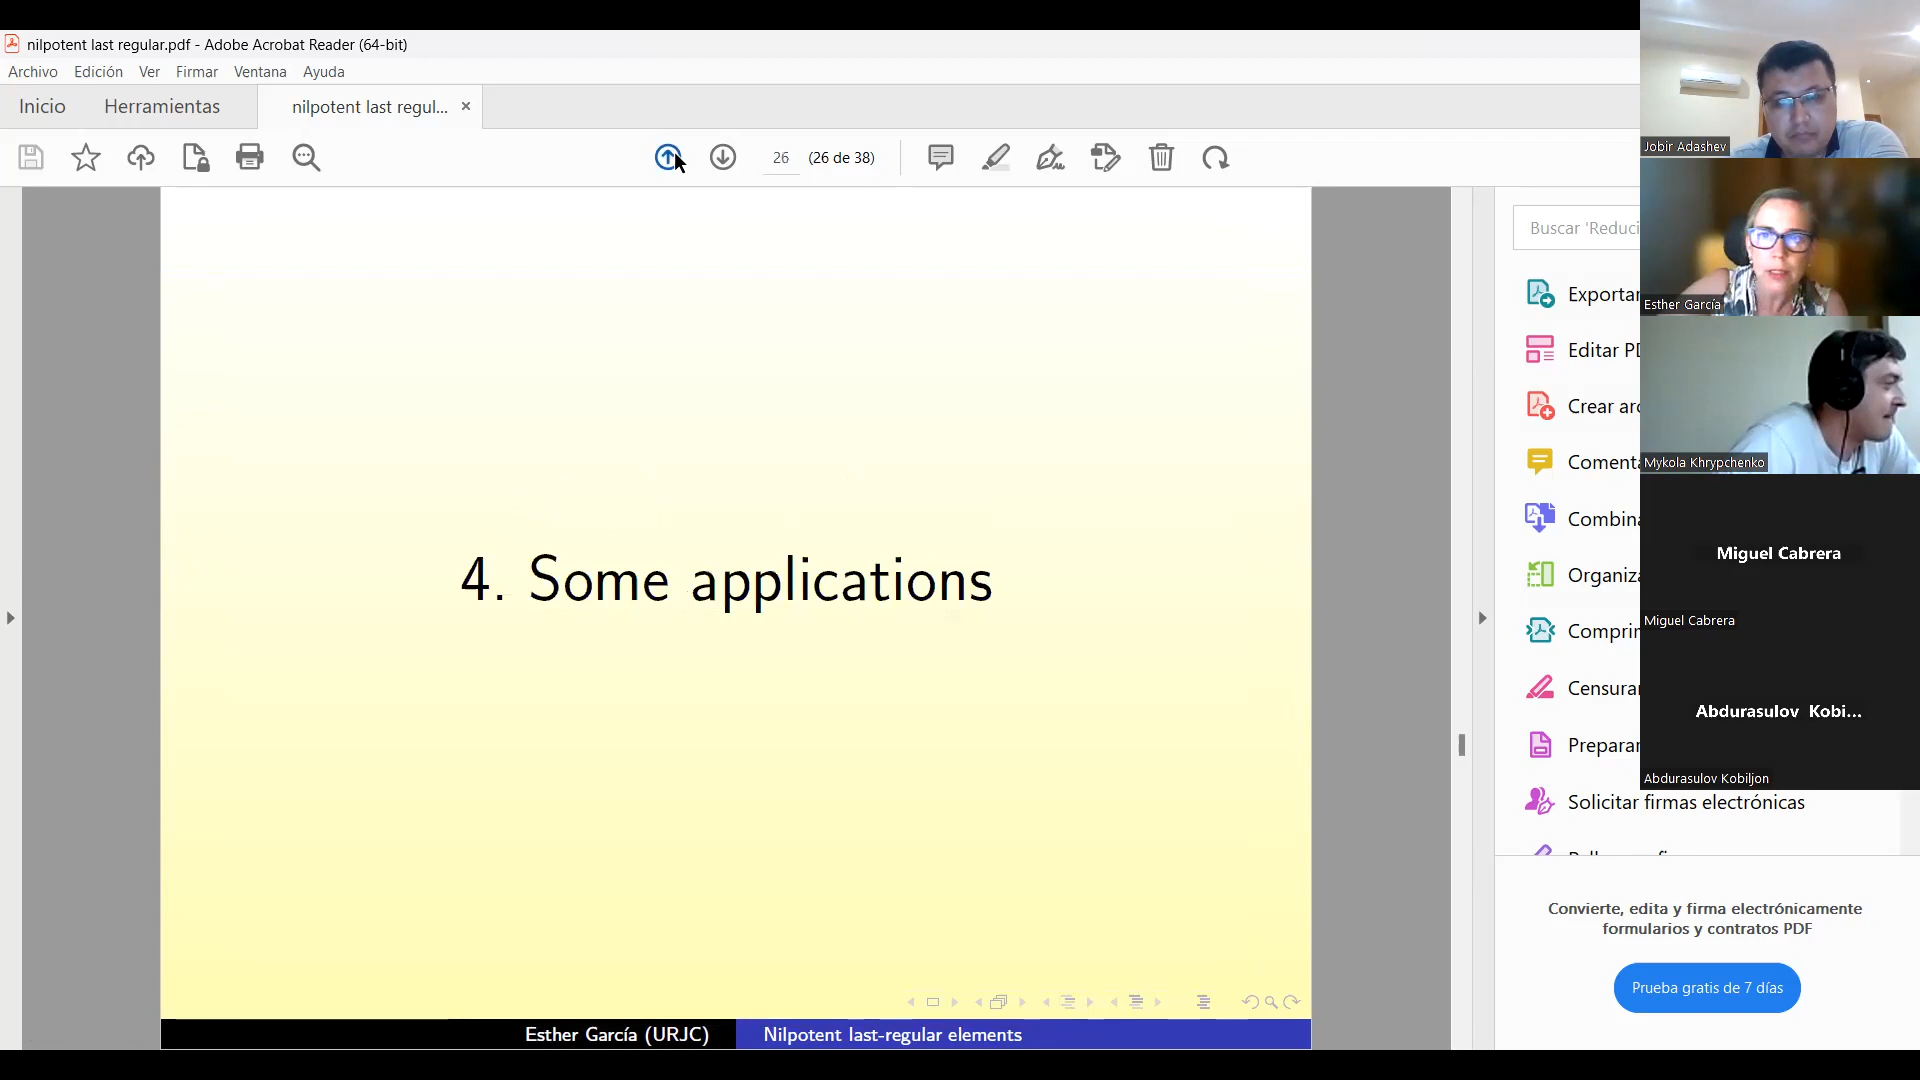 nilpotent last regular.pdf - Adobe Acrobat Reader (64-bit)
Archivo Edición Ver Firmar Ventana Ayuda
Inicio Herramientas nilpotent last regul... ×
26 (26 de 38)
4. Some applications
Esther García (URJC) Nilpotent last-regular elements
Buscar 'Reduci
Exportar
Editar PD
Crear arc
Comenta
Combina
Organiza
Comprim
Censurar
Preparar
Solicitar firmas electrónicas
Convierte, edita y firma electrónicamente
formularios y contratos PDF
Prueba gratis de 7 días
Jobir Adashev
Esther García
Mykola Khrypchenko
Miguel Cabrera
Miguel Cabrera
Abdurasulov Kobi...
Abdurasulov Kobiljon